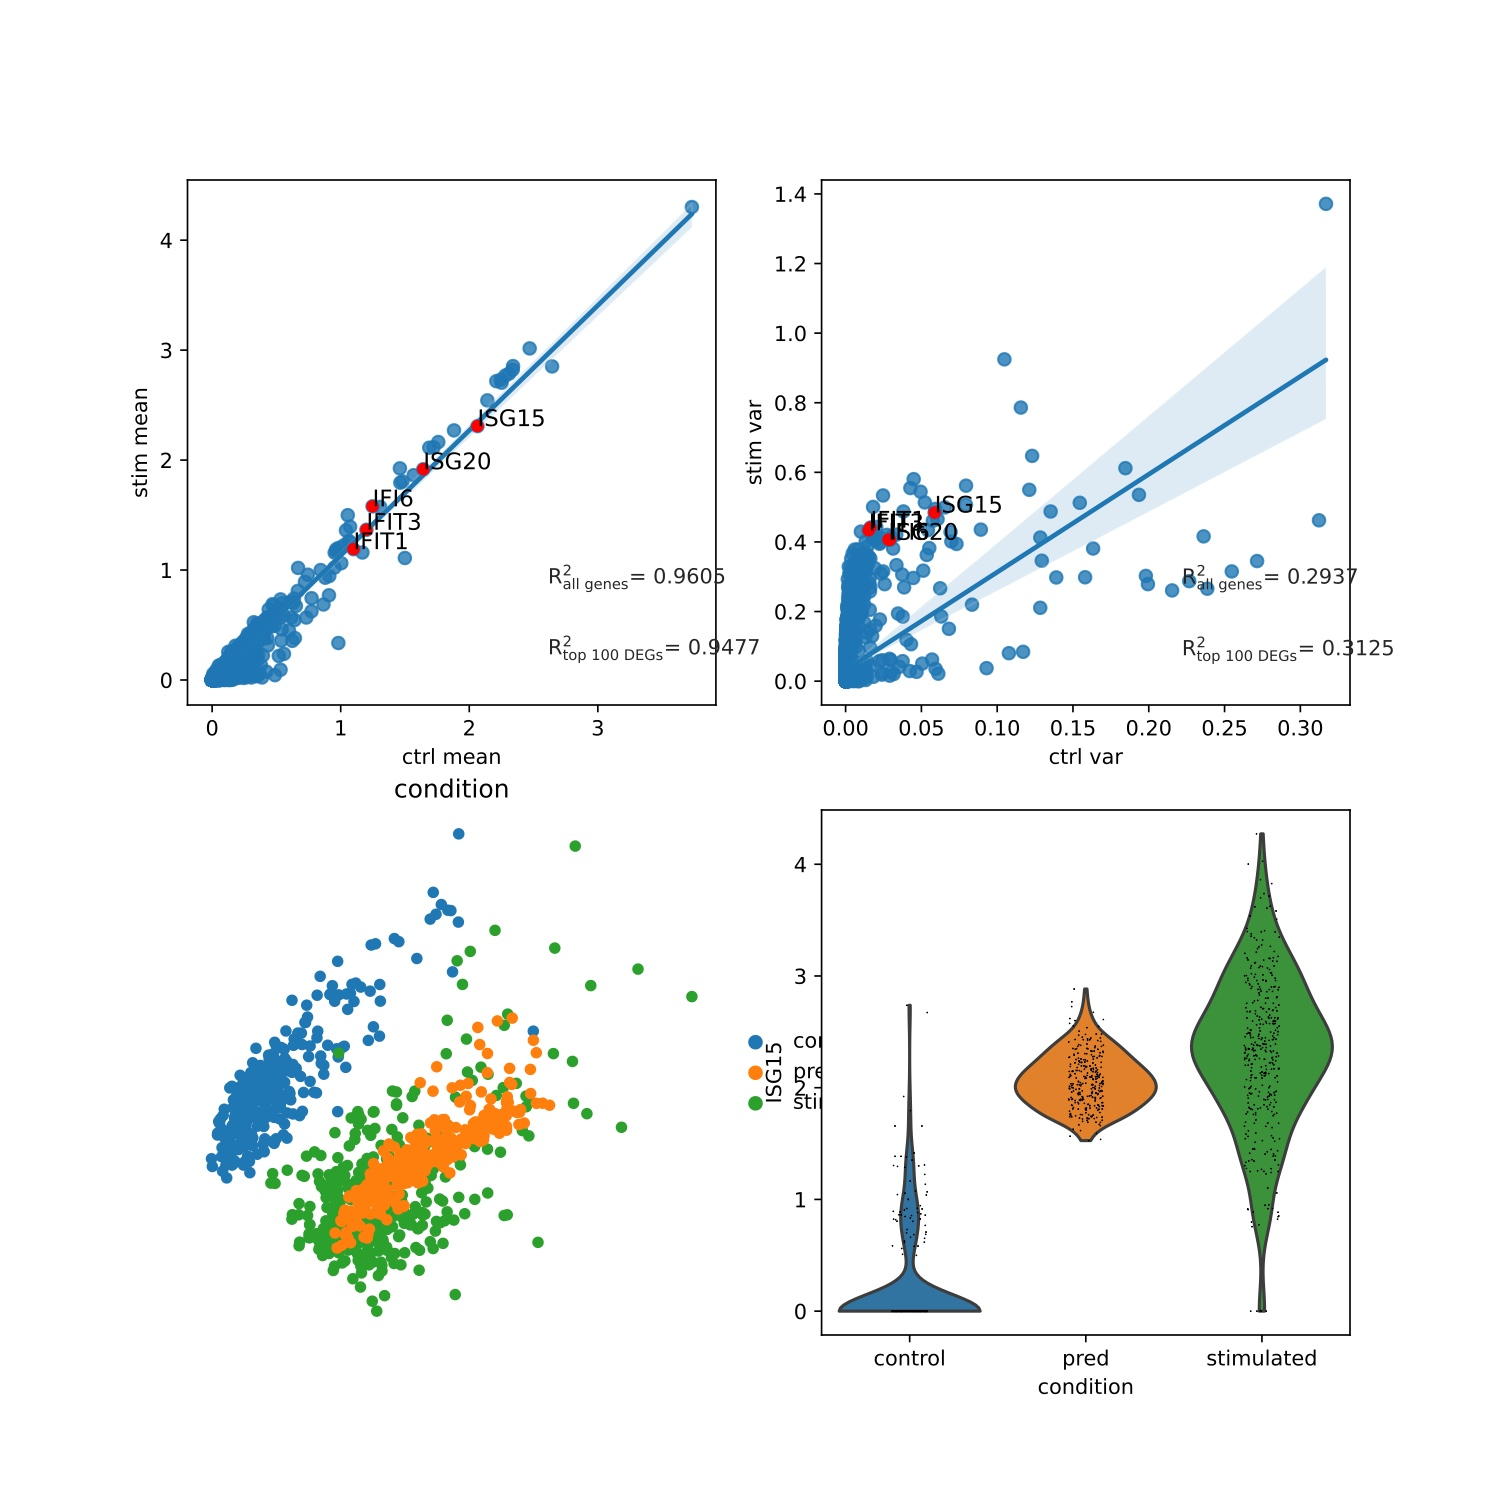 4
3
2
1
0
stim mean
ISG15
ISG20
IFI6
IFIT3
IFIT1
R²all genes= 0.9605
R²top 100 DEGs= 0.9477
0 1 2 3
ctrl mean
1.4
1.2
1.0
0.8
0.6
0.4
0.2
0.0
stim var
ISG15
ISG20
R²all genes= 0.2937
R²top 100 DEGs= 0.3125
0.00 0.05 0.10 0.15 0.20 0.25 0.30
ctrl var
condition
con
pre
stin
ISG15
4
3
2
1
0
control pred stimulated
condition